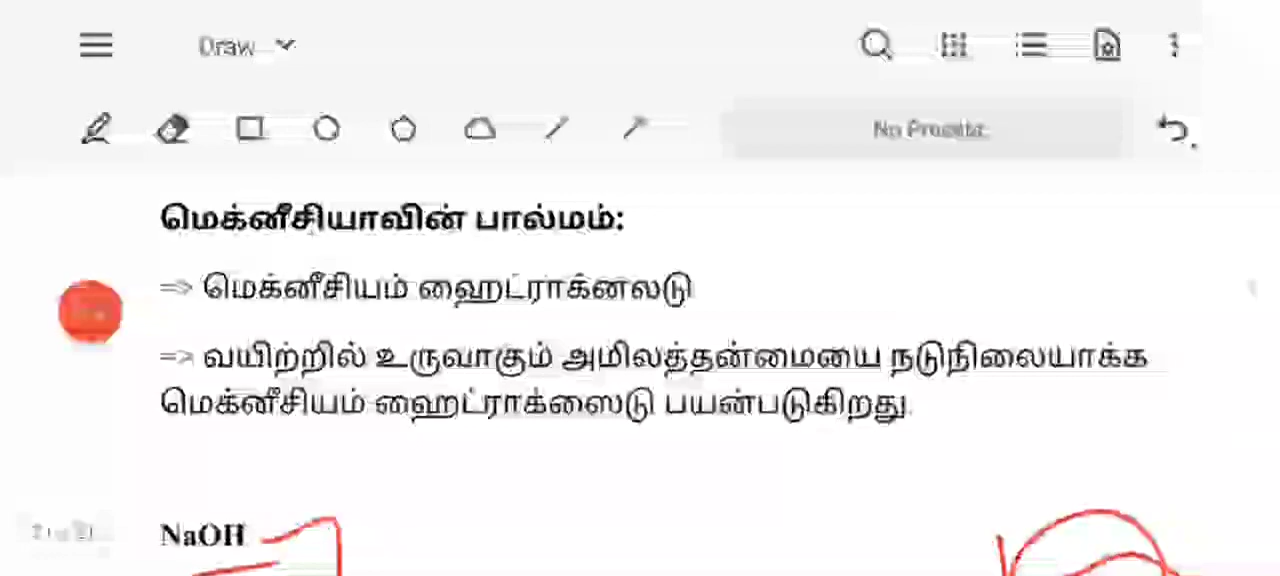 Draw
No Presets
மெக்னீசியாவின் பால்மம்:
=> மெக்னீசியம் ஹைட்ராக்னலடு
=> வயிற்றில் உருவாகும் அமிலத்தன்மையை நடுநிலையாக்க
மெக்னீசியம் ஹைட்ராக்ஸைடு பயன்படுகிறது.
NaOH